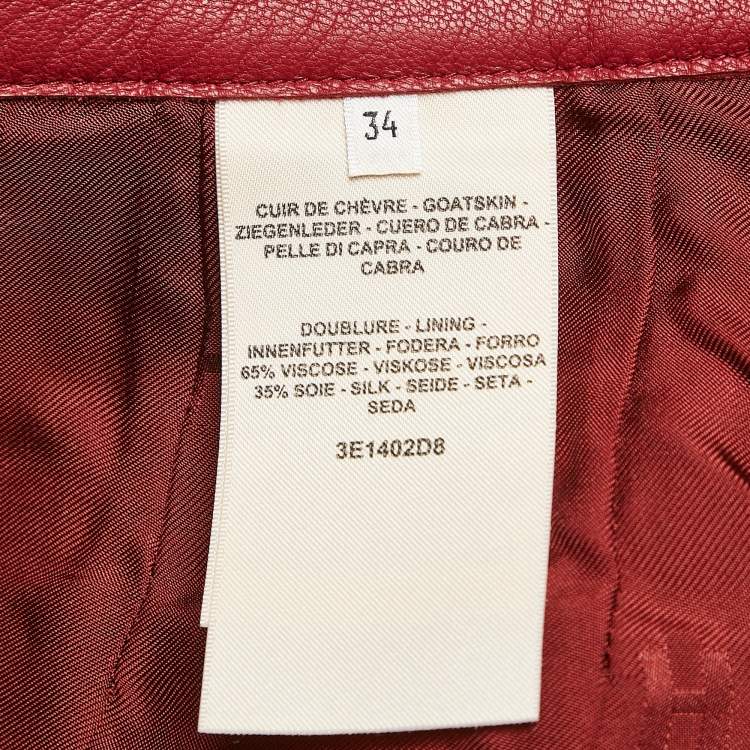 34
CUIR DE CHÈVRE - GOATSKIN -
ZIEGENLEDER - CUERO DE CABRA -
PELLE DI CAPRA - COURO DE
CABRA
DOUBLURE - LINING -
INNENFUTTER - FODERA - FORRO
65% VISCOSE - VISKOSE - VISCOSA
35% SOIE - SILK - SEIDE - SETA -
SEDA
3E1402D8
H